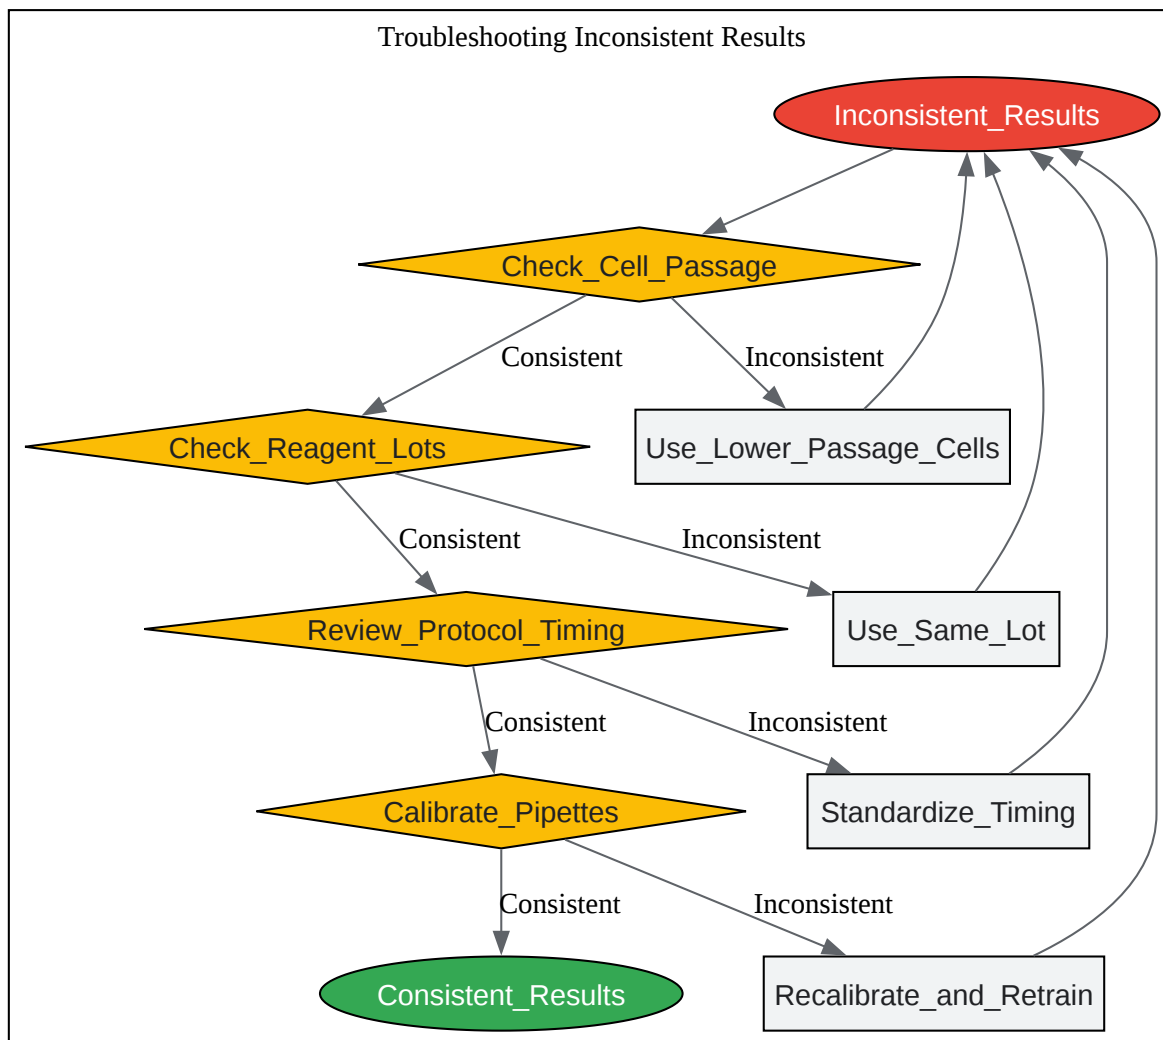 Troubleshooting Inconsistent Results
Inconsistent_Results
Check_Cell_Passage
Consistent
Inconsistent
Check_Reagent_Lots
Use_Lower_Passage_Cells
Consistent
Inconsistent
Review_Protocol_Timing
Use_Same_Lot
Consistent
Inconsistent
Calibrate_Pipettes
Standardize_Timing
Consistent
Inconsistent
Consistent_Results
Recalibrate_and_Retrain